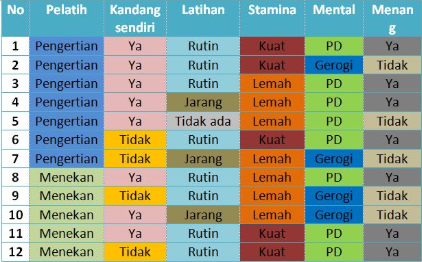 No Pelatih Kandang sendiri Latihan Stamina Mental Menang
1 Pengertian Ya Rutin Kuat PD Ya
2 Pengertian Ya Rutin Kuat Gerogi Tidak
3 Pengertian Ya Rutin Lemah PD Ya
4 Pengertian Ya Jarang Lemah PD Ya
5 Pengertian Ya Tidak ada Lemah PD Tidak
6 Pengertian Tidak Rutin Kuat PD Ya
7 Pengertian Tidak Jarang Lemah Gerogi Tidak
8 Menekan Ya Rutin Lemah PD Ya
9 Menekan Tidak Rutin Lemah Gerogi Tidak
10 Menekan Ya Jarang Lemah Gerogi Tidak
11 Menekan Ya Rutin Kuat PD Ya
12 Menekan Tidak Rutin Kuat PD Ya